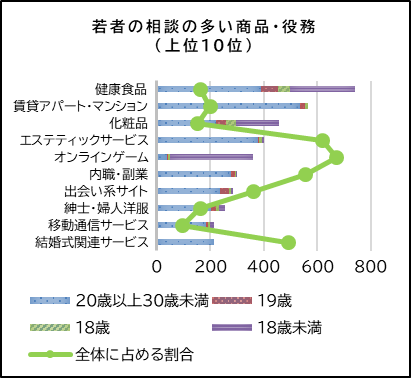 若者の相談の多い商品・役務
(上位10位)
健康食品
賃貸アパート・マンション
化粧品
エステティックサービス
オンラインゲーム
内職・副業
出会い系サイト
紳士・婦人洋服
移動通信サービス
結婚式関連サービス
0 200 400 600 800
20歳以上30歳未満 19歳
18歳 18歳未満
全体に占める割合